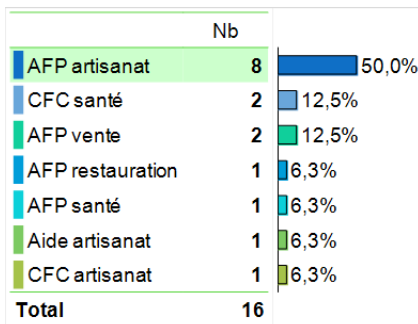 Nb
AFP artisanat 8 50,0%
CFC santé 2 12,5%
AFP vente 2 12,5%
AFP restauration 1 6,3%
AFP santé 1 6,3%
Aide artisanat 1 6,3%
CFC artisanat 1 6,3%
Total 16